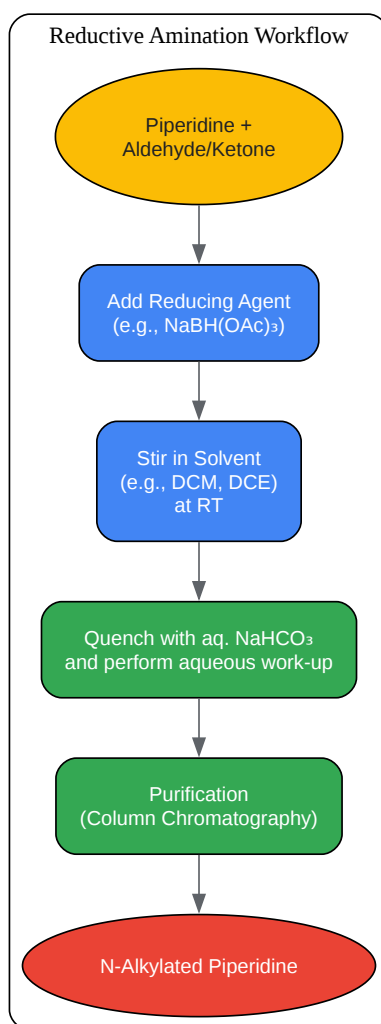 Reductive Amination Workflow
Piperidine +
Aldehyde/Ketone
Add Reducing Agent
(e.g., NaBH(OAc)₃)
Stir in Solvent
(e.g., DCM, DCE)
at RT
Quench with aq. NaHCO₃
and perform aqueous work-up
Purification
(Column Chromatography)
N-Alkylated Piperidine